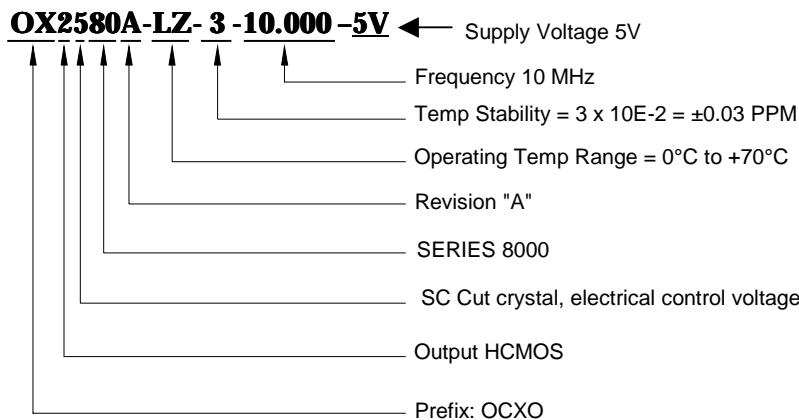 OX2580A-LZ- 3 -10.000 -5V
Supply Voltage 5V
Frequency 10 MHz
Temp Stability = 3 x 10E-2 = ±0.03 PPM
Operating Temp Range = 0°C to +70°C
Revision "A"
SERIES 8000
SC Cut crystal, electrical control voltage
Output HCMOS
Prefix: OCXO